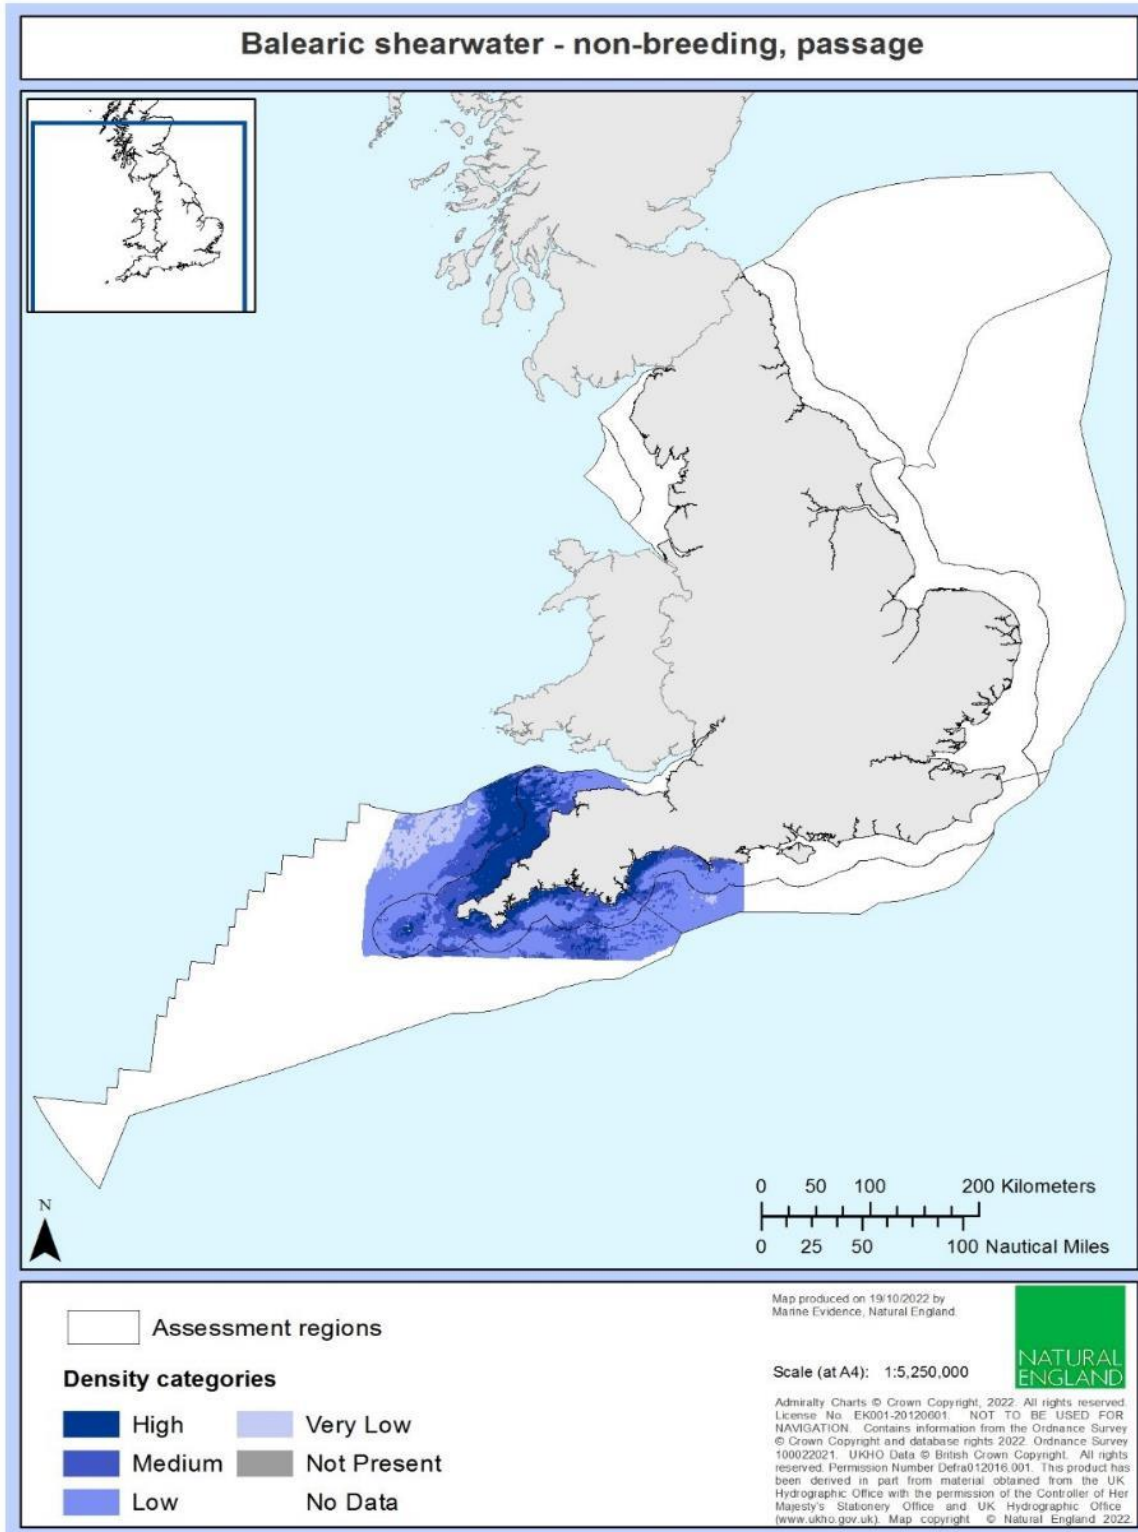 Balearic shearwater - non-breeding, passage
N
0 50 100 200 Kilometers
0 25 50 100 Nautical Miles
Assessment regions
Density categories
High
Medium
Low
Very Low
Not Present
No Data
Map produced on 19/10/2022 by
Marine Evidence, Natural England.
Scale (at A4): 1:5,250,000
NATURAL
ENGLAND
Admiralty Charts © Crown Copyright, 2022. All rights reserved.
License No. EK001-20120601. NOT TO BE USED FOR
NAVIGATION. Contains information from the Ordnance Survey
© Crown Copyright and database rights 2022. Ordnance Survey
100022021. UKHO Data © British Crown Copyright. All rights
reserved. Permission Number Defra012016.001. This product has
been derived in part from material obtained from the UK
Hydrographic Office with the permission of the Controller of Her
Majesty's Stationery Office and UK Hydrographic Office
(www.ukho.gov.uk). Map copyright © Natural England 2022.